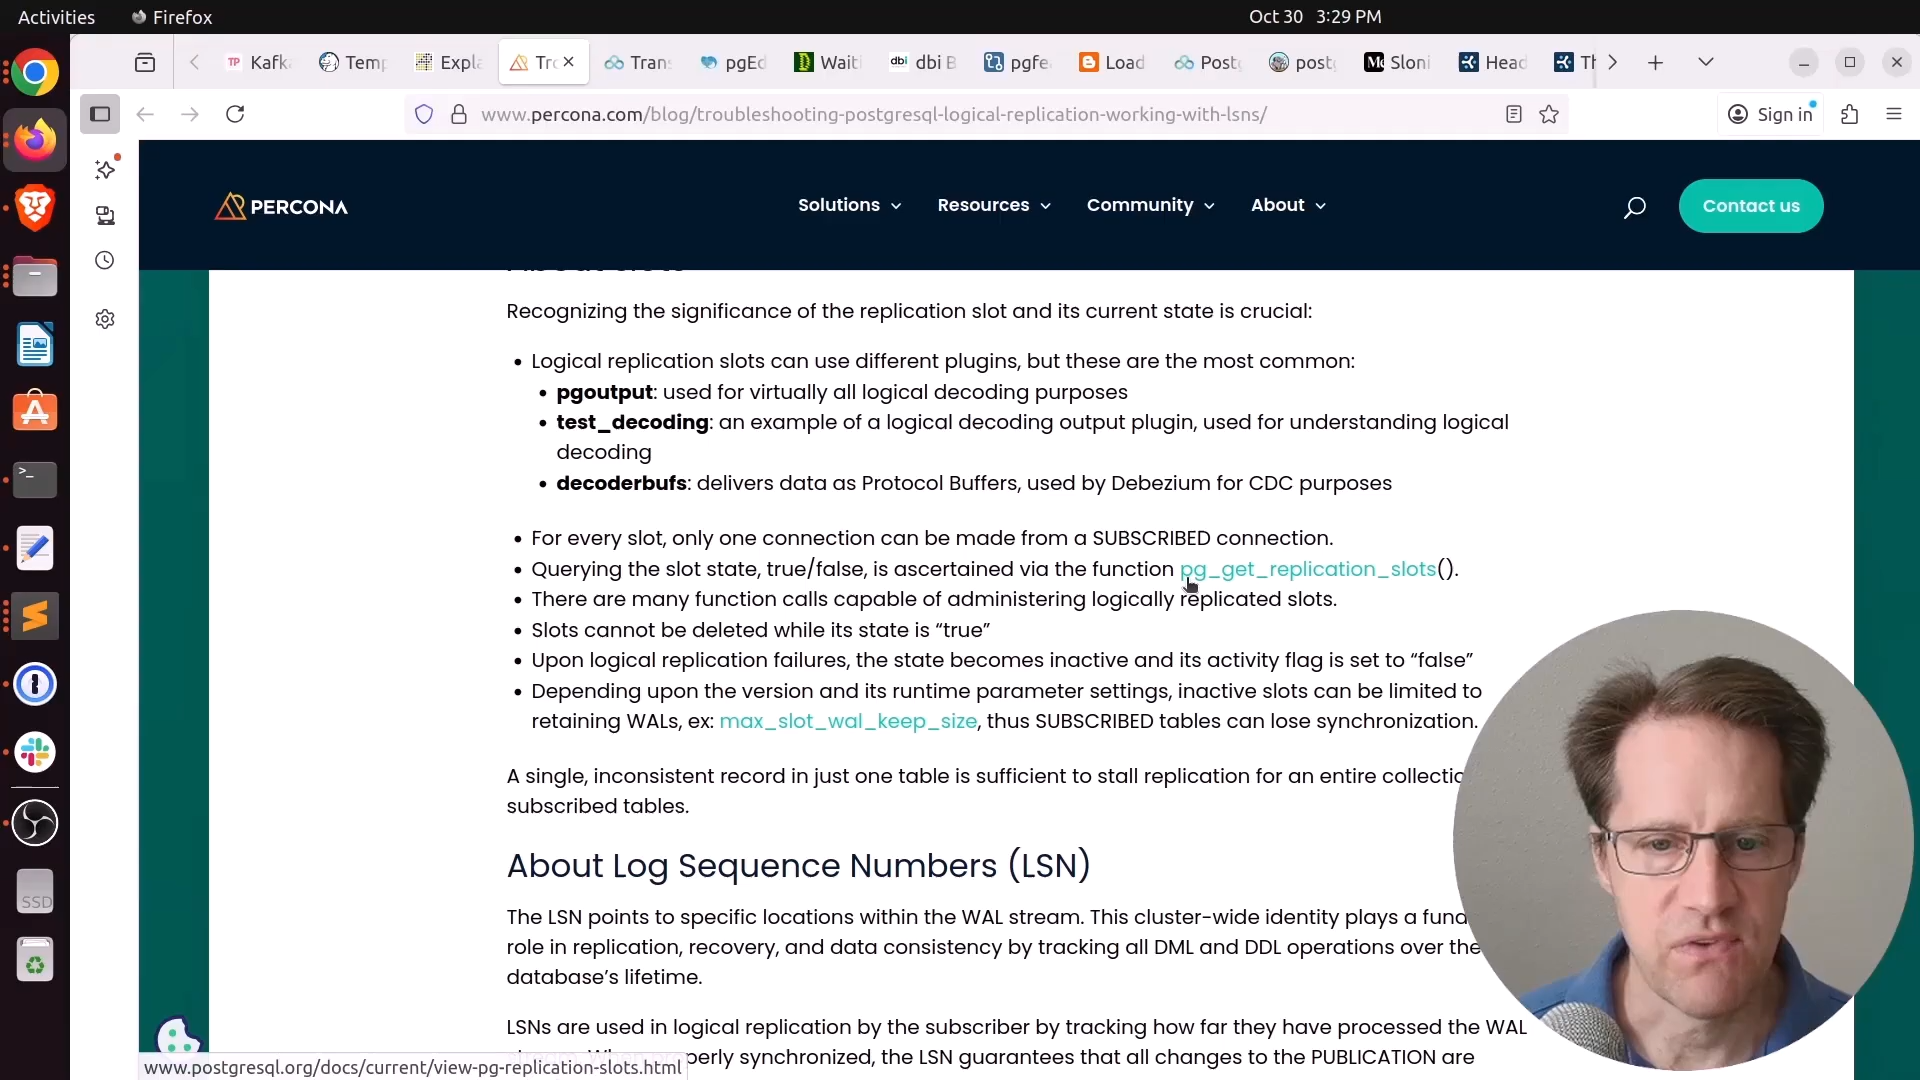 Activities
Firefox
Oct 30 3:29 PM
TP Kafk
Temp
Expla
Tro
Trans
pgEd
Waiti
dbi dbi B
pgfe
Load
Postg
postg
Me Sloni
Head
Th
www.percona.com/blog/troubleshooting-postgresql-logical-replication-working-with-lsns/
Sign in
PERCONA
Solutions
Resources
Community
About
Contact us
Recognizing the significance of the replication slot and its current state is crucial:
• Logical replication slots can use different plugins, but these are the most common:
• pgoutput: used for virtually all logical decoding purposes
• test_decoding: an example of a logical decoding output plugin, used for understanding logical
decoding
• decoderbufs: delivers data as Protocol Buffers, used by Debezium for CDC purposes
• For every slot, only one connection can be made from a SUBSCRIBED connection.
• Querying the slot state, true/false, is ascertained via the function pg_get_replication_slots().
• There are many function calls capable of administering logically replicated slots.
• Slots cannot be deleted while its state is “true”
• Upon logical replication failures, the state becomes inactive and its activity flag is set to “false”
• Depending upon the version and its runtime parameter settings, inactive slots can be limited to
retaining WALs, ex: max_slot_wal_keep_size, thus SUBSCRIBED tables can lose synchronization.
A single, inconsistent record in just one table is sufficient to stall replication for an entire collectio
subscribed tables.
About Log Sequence Numbers (LSN)
The LSN points to specific locations within the WAL stream. This cluster-wide identity plays a fund
role in replication, recovery, and data consistency by tracking all DML and DDL operations over the
database’s lifetime.
LSNs are used in logical replication by the subscriber by tracking how far they have processed the WAL
perly synchronized, the LSN guarantees that all changes to the PUBLICATION are
www.postgresql.org/docs/current/view-pg-replication-slots.html
SSD